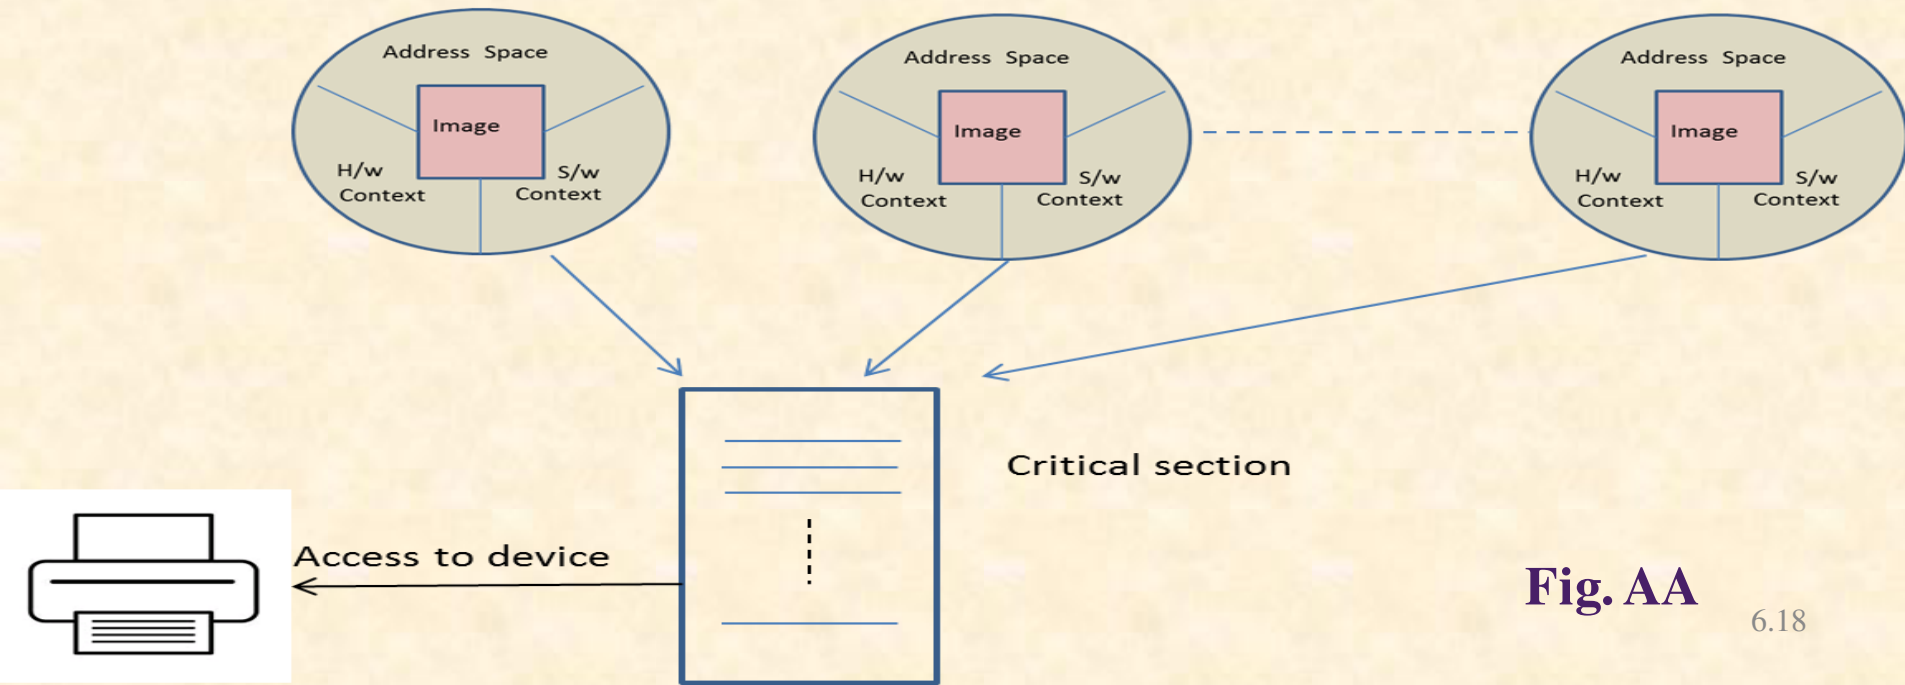 Address Space
Image
H/w
Context
S/w
Context
Address Space
Image
H/w
Context
S/w
Context
Address Space
Image
H/w
Context
S/w
Context
Critical section
Access to device
Fig. AA
6.18